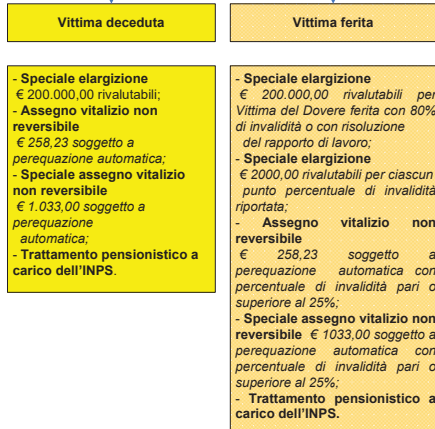 Vittima deceduta
- Speciale elargizione
€ 200.000,00 rivalutabili;
- Assegno vitalizio non
reversibile
€ 258,23 soggetto a
perequazione automatica;
- Speciale assegno vitalizio
non reversibile
€ 1.033,00 soggetto a
perequazione
automatica;
- Trattamento pensionistico a
carico dell'INPS.
Vittima ferita
- Speciale elargizione
€ 200.000,00 rivalutabili per
Vittima del Dovere ferita con 80%
di invalidità o con risoluzione
del rapporto di lavoro;
- Speciale elargizione
€ 2000,00 rivalutabili per ciascun
punto percentuale di invalidità
riportata;
- Assegno vitalizio non
reversibile
€ 258,23 soggetto a
perequazione automatica con
percentuale di invalidità pari o
superiore al 25%;
- Speciale assegno vitalizio non
reversibile € 1033,00 soggetto a
perequazione automatica con
percentuale di invalidità pari o
superiore al 25%;
- Trattamento pensionistico a
carico dell'INPS.